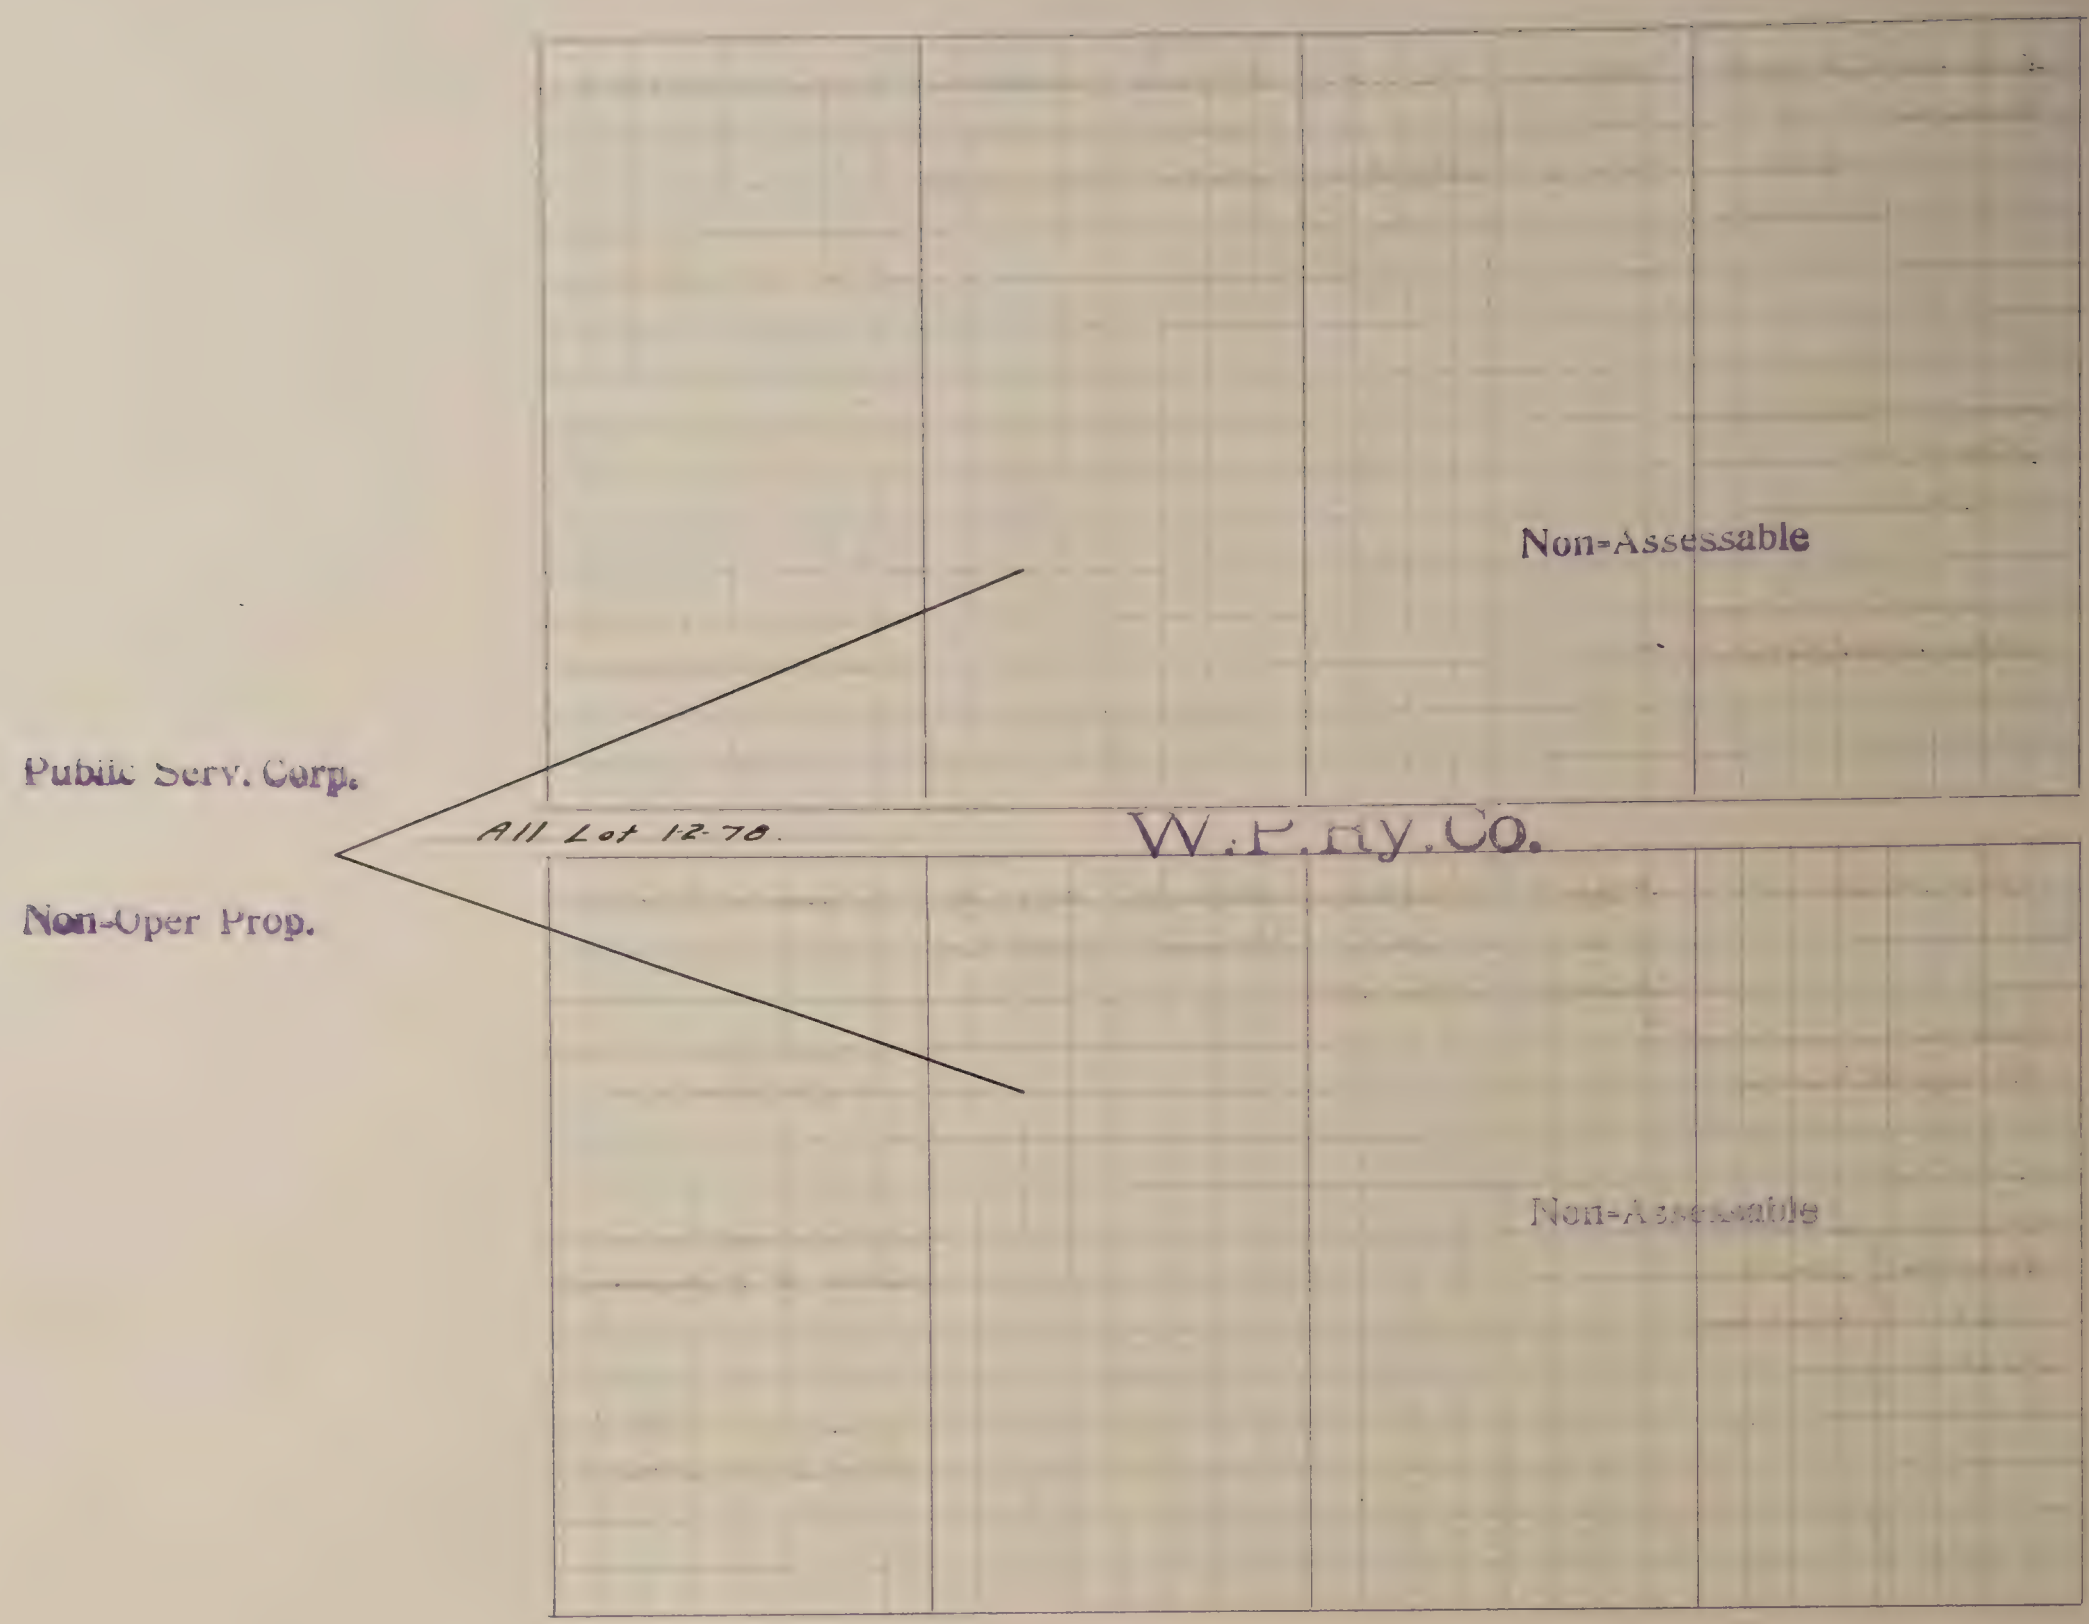 Non-Assessable
Public Serv. Corp.
All Lot 1-2-78.
W.P.Ry.Co.
Non-Oper Prop.
Non-Assessable